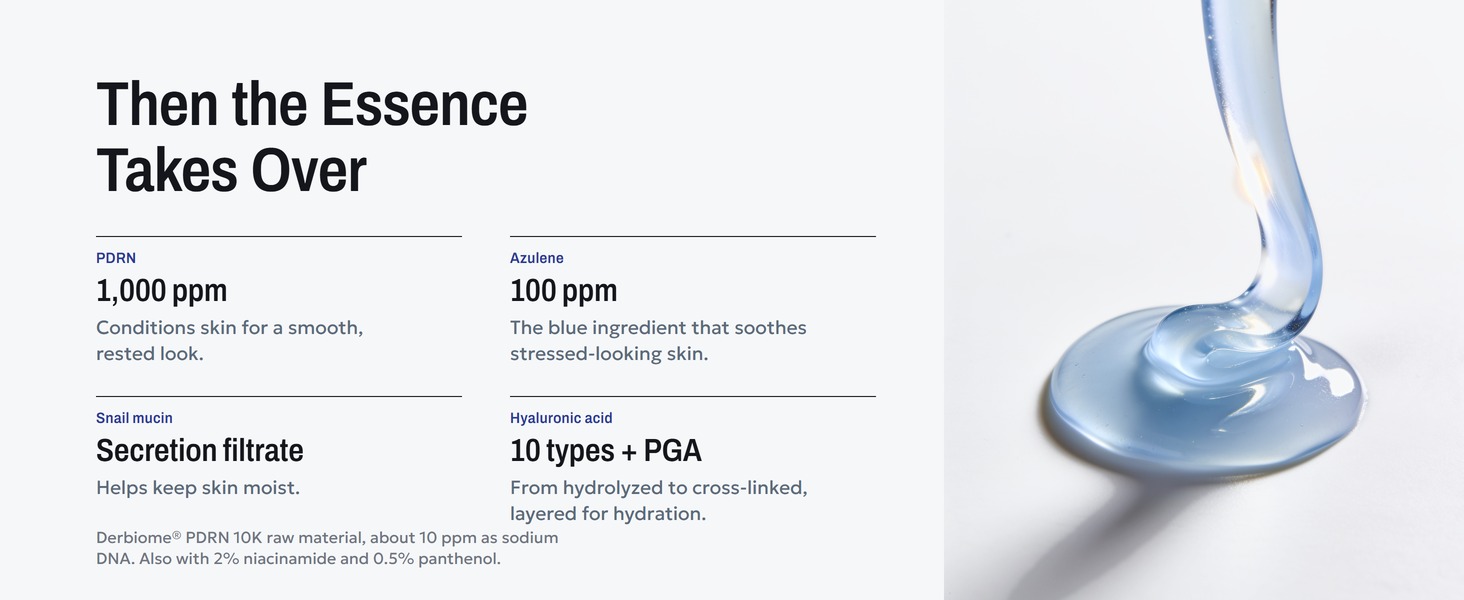 Then the Essence
Takes Over
PDRN
1,000 ppm
Conditions skin for a smooth,
rested look.
Azulene
100 ppm
The blue ingredient that soothes
stressed-looking skin.
Snail mucin
Secretion filtrate
Helps keep skin moist.
Hyaluronic acid
10 types + PGA
From hydrolyzed to cross-linked,
layered for hydration.
Derbiome® PDRN 10K raw material, about 10 ppm as sodium
DNA. Also with 2% niacinamide and 0.5% panthenol.